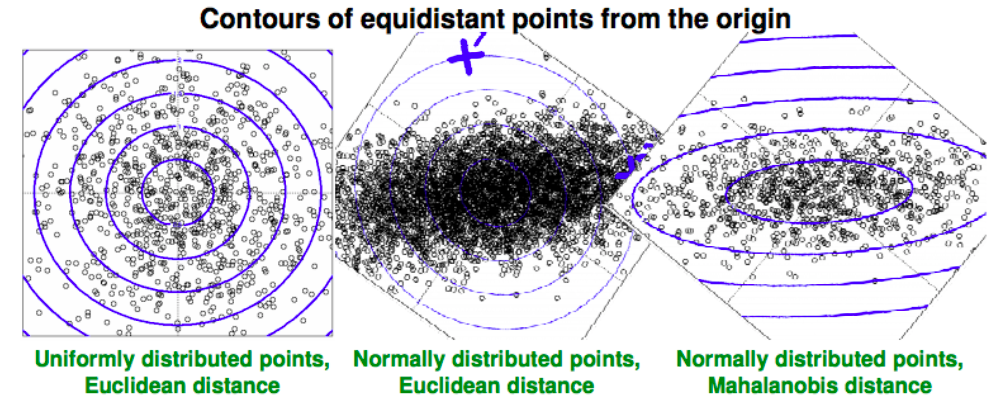 Contours of equidistant points from the origin
Uniformly distributed points,
Euclidean distance
Normally distributed points,
Euclidean distance
Normally distributed points,
Mahalanobis distance